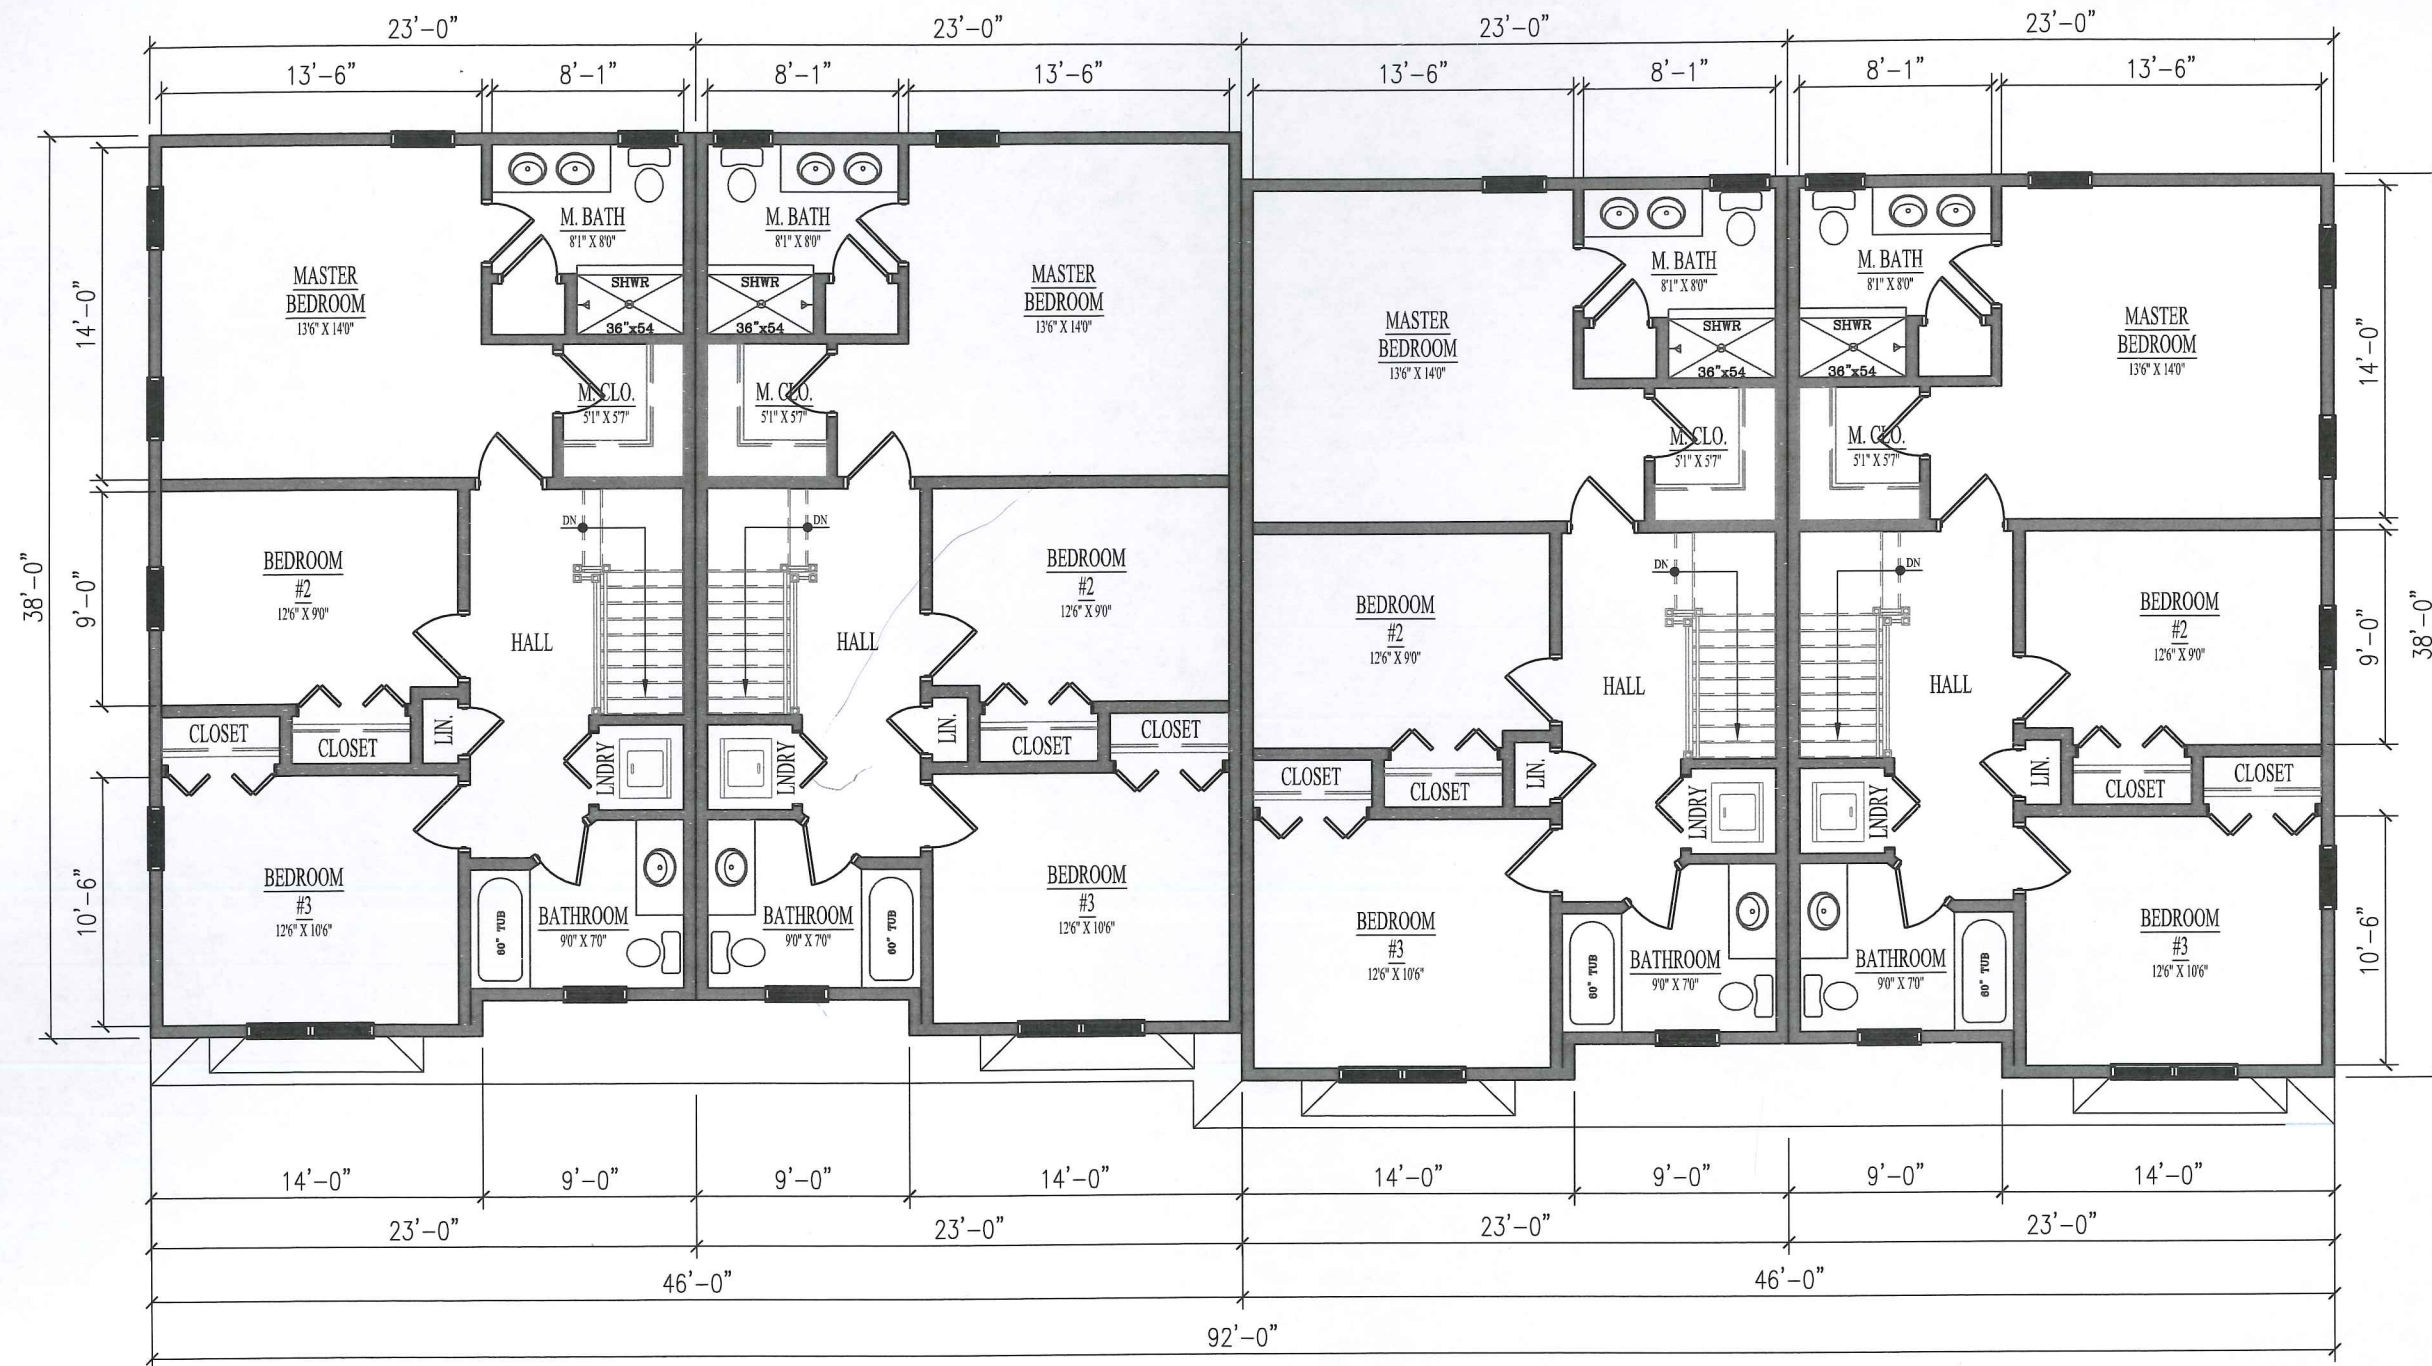 23'-0" 23'-0" 23'-0" 23'-0"
13'-6" 8'-1" 8'-1" 13'-6" 13'-6" 8'-1" 8'-1" 13'-6"
M. BATH
8'1" X 8'0"
SHWR
36"x54
MASTER
BEDROOM
13'6" X 14'0"
M. CLO.
5'1" X 5'7"
M. BATH
8'1" X 8'0"
SHWR
36"x54
MASTER
BEDROOM
13'6" X 14'0"
M. CLO.
5'1" X 5'7"
M. BATH
8'1" X 8'0"
SHWR
36"x54
MASTER
BEDROOM
13'6" X 14'0"
M. CLO.
5'1" X 5'7"
M. BATH
8'1" X 8'0"
SHWR
36"x54
MASTER
BEDROOM
13'6" X 14'0"
M. CLO.
5'1" X 5'7"
14'-0"
14'-0"
38'-0"
9'-0"
DN
BEDROOM
#2
12'6" X 9'0"
HALL
DN
BEDROOM
#2
12'6" X 9'0"
HALL
DN
BEDROOM
#2
12'6" X 9'0"
HALL
DN
BEDROOM
#2
12'6" X 9'0"
HALL
9'-0"
38'-0"
CLOSET
CLOSET
LIN.
LNDRY
LNDRY
LIN.
CLOSET
CLOSET
CLOSET
CLOSET
LIN.
LNDRY
LNDRY
LIN.
CLOSET
CLOSET
10'-6"
BEDROOM
#3
12'6" X 10'6"
60" TUB
BATHROOM
9'0" X 7'0"
BATHROOM
9'0" X 7'0"
60" TUB
BEDROOM
#3
12'6" X 10'6"
BEDROOM
#3
12'6" X 10'6"
60" TUB
BATHROOM
9'0" X 7'0"
BATHROOM
9'0" X 7'0"
60" TUB
BEDROOM
#3
12'6" X 10'6"
10'-6"
14'-0" 9'-0" 9'-0" 14'-0" 14'-0" 9'-0" 9'-0" 14'-0"
23'-0" 23'-0" 23'-0" 23'-0"
46'-0" 46'-0"
92'-0"